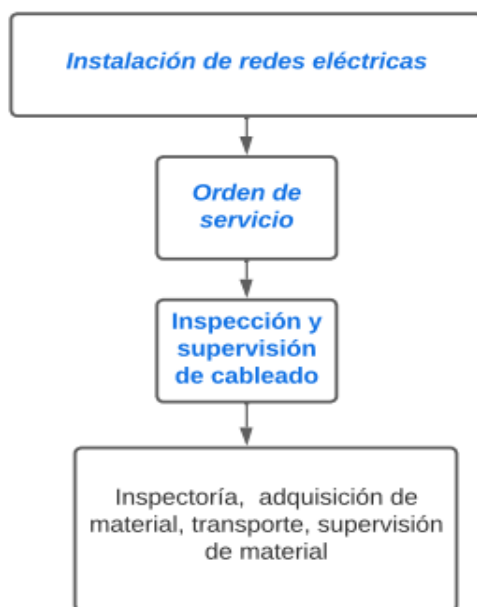 Instalación de redes eléctricas
Orden de
servicio
Inspección y
supervisión
de cableado
Inspectoría,  adquisición de
material, transporte, supervisión
de material